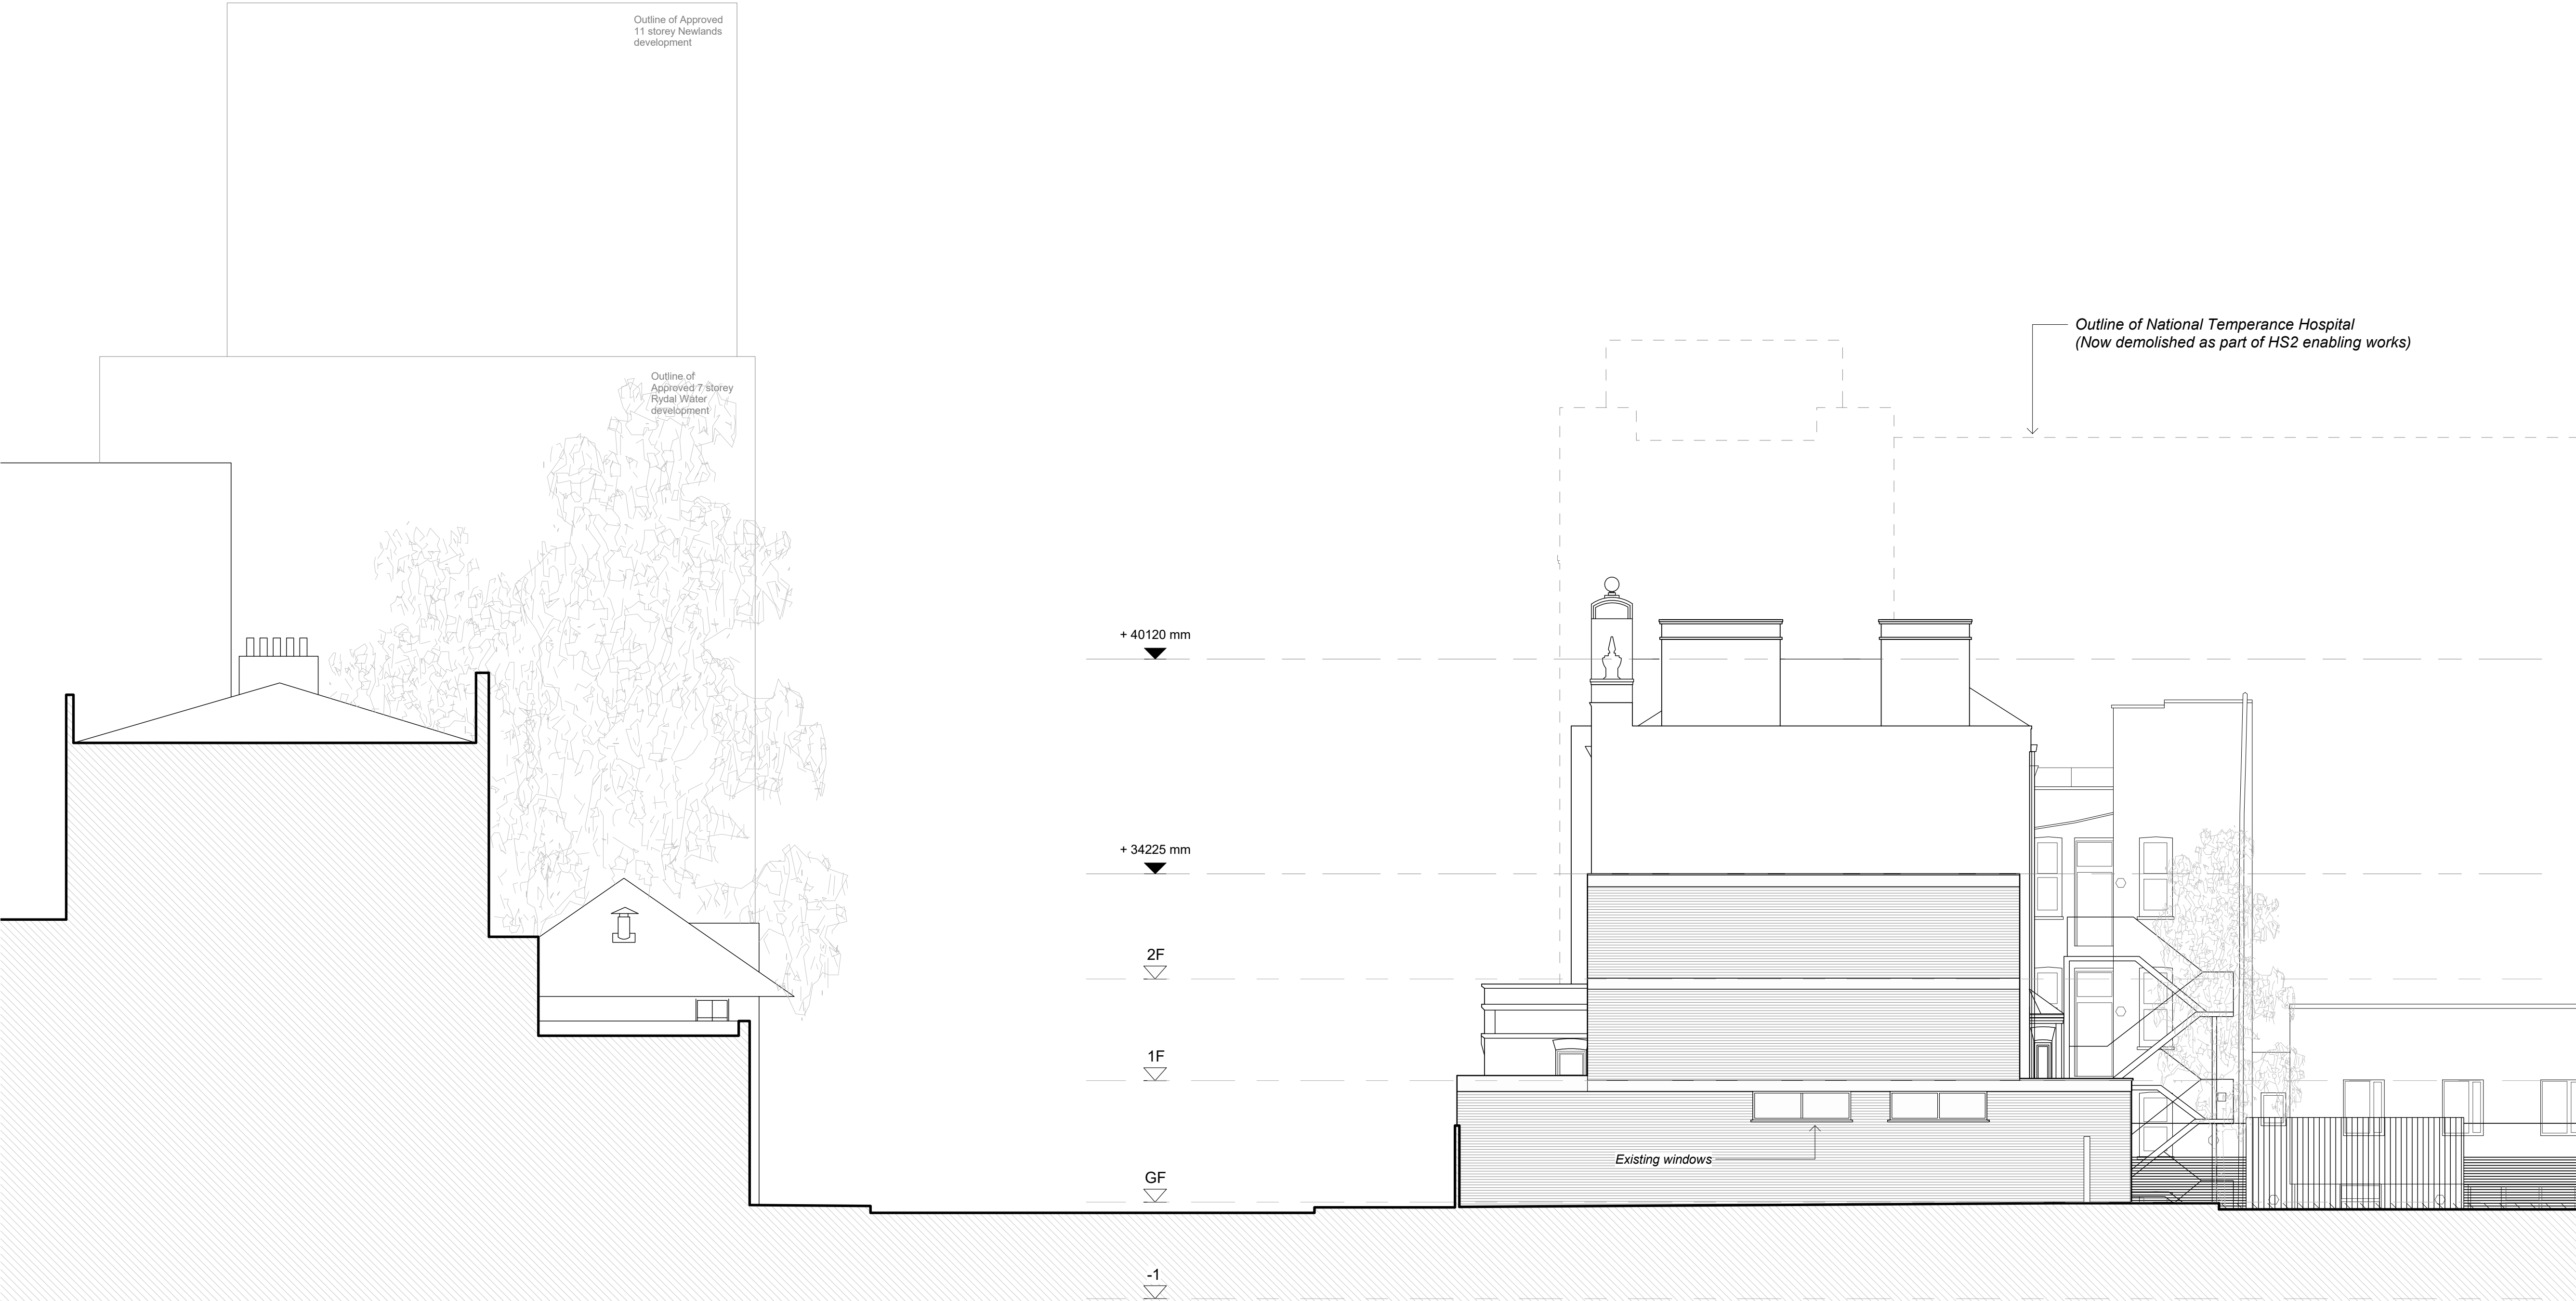 Outline of Approved
11 storey Newlands
development
Outline of National Temperance Hospital
(Now demolished as part of HS2 enabling works)
Outline of
Approved 7 storey
Rydal Water
development
+ 40120 mm
+ 34225 mm
2F
1F
Existing windows
GF
-1